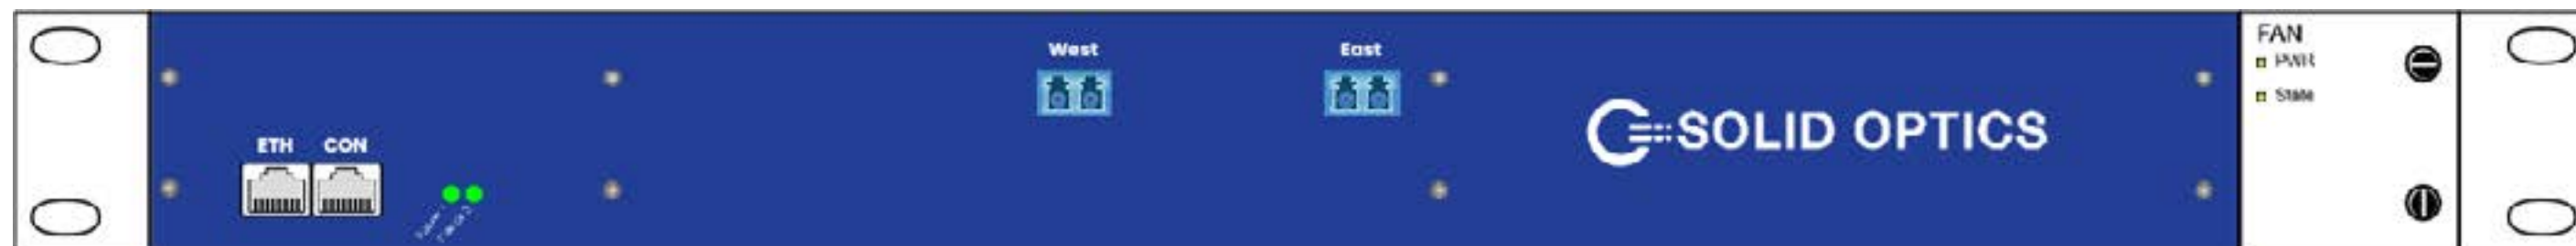 West
East
FAN
PWR
State
ETH
CON
SOLID OPTICS